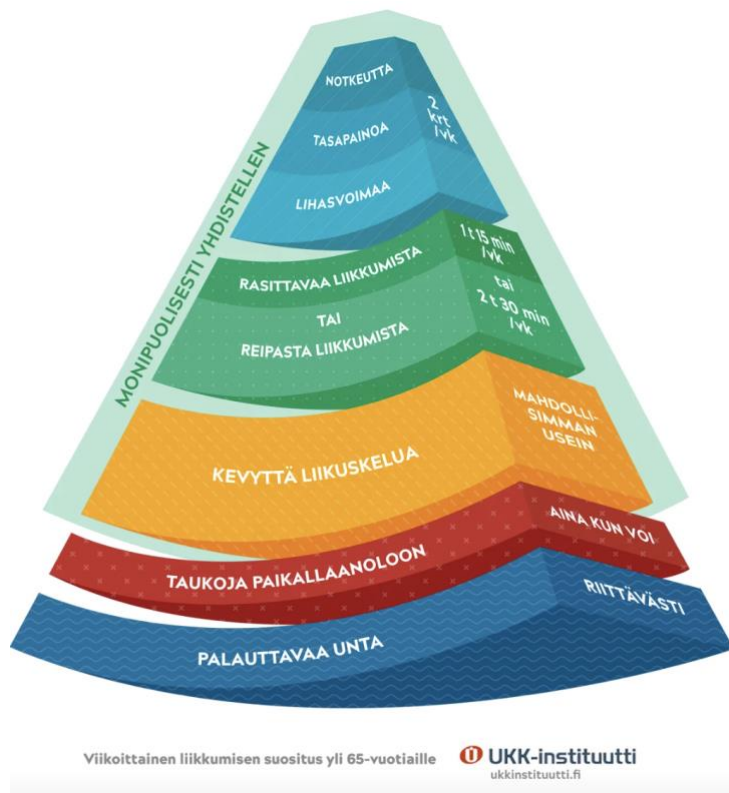 MONIPUOLISESTI YHDISTELLEN
NOTKEUTTA
TASAPAINOA
LIHASVOIMAA
2
krt
/vk
RASITTAVAA LIIKKUMISTA
TAI
REIPASTA LIIKKUMISTA
1 t 15 min
/vk
tai
2 t 30 min
/vk
KEVYTTÄ LIIKUSKELUA
MAHDOLLI-
SIMMAN
USEIN
TAUKOJA PAIKALLAANOLOON
AINA KUN VOI
PALAUTTAVAA UNTA
RIITTÄVÄSTI
Viikoittainen liikkumisen suositus yli 65-vuotiaille
UKK-instituutti
ukkinstituutti.fi